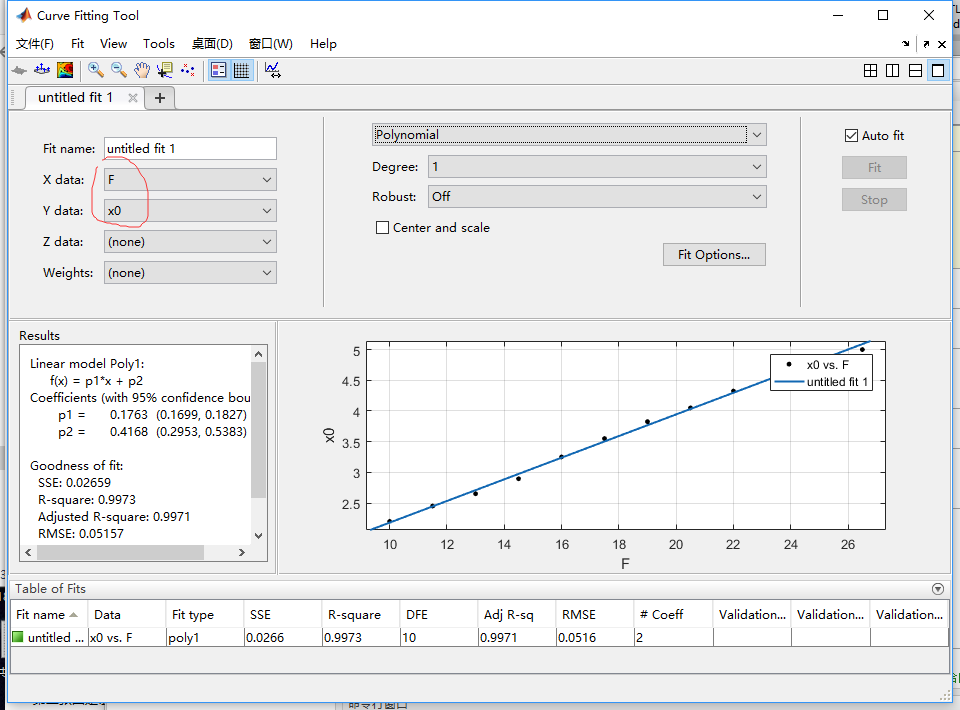 Curve Fitting Tool
文件(F) Fit View Tools 桌面(D) 窗口(W) Help
untitled fit 1
Fit name: untitled fit 1
X data: F
Y data: x0
Z data: (none)
Weights: (none)
Polynomial
Degree: 1
Robust: Off
Center and scale
Fit Options...
Auto fit
Fit
Stop
Results
Linear model Poly1:
f(x) = p1*x + p2
Coefficients (with 95% confidence bou
p1 = 0.1763 (0.1699, 0.1827)
p2 = 0.4168 (0.2953, 0.5383)
Goodness of fit:
SSE: 0.02659
R-square: 0.9973
Adjusted R-square: 0.9971
RMSE: 0.05157
x0 vs. F
untitled fit 1
5
4.5
4
3.5
3
2.5
x0
10 12 14 16 18 20 22 24 26
F
Table of Fits
Fit name Data Fit type SSE R-square DFE Adj R-sq RMSE # Coeff Validation... Validation... Validation...
untitled ... x0 vs. F poly1 0.0266 0.9973 10 0.9971 0.0516 2